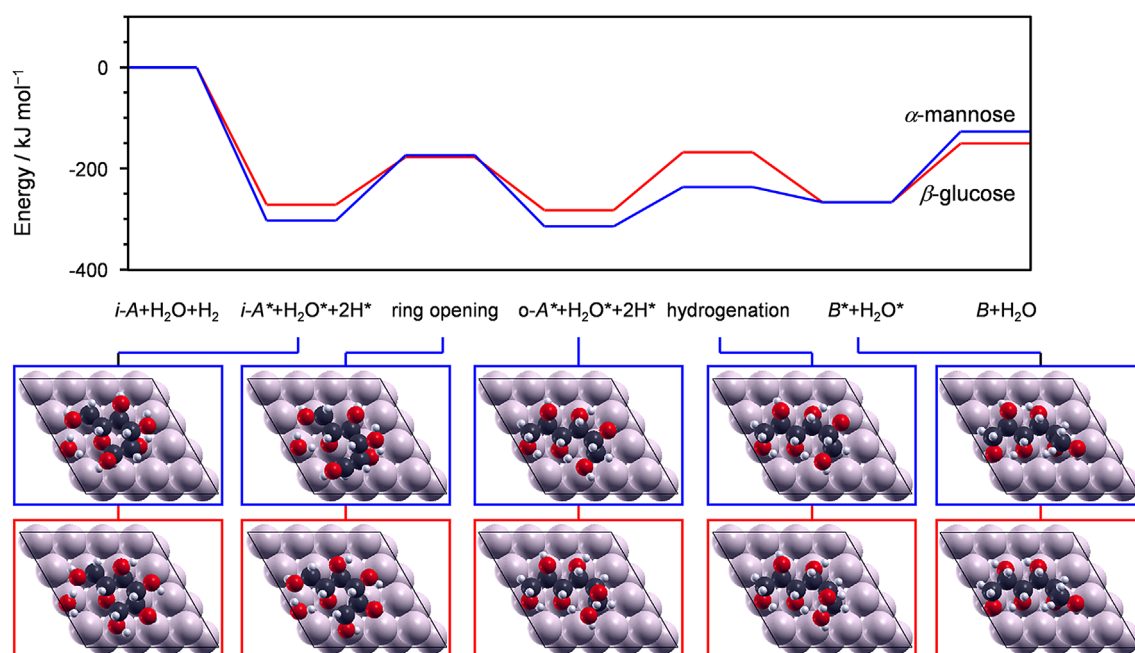 Energy / kJ mol⁻¹
0
-200
-400
α-mannose
β-glucose
i-A+H₂O+H₂ i-A*+H₂O*+2H* ring opening o-A*+H₂O*+2H* hydrogenation B*+H₂O* B+H₂O